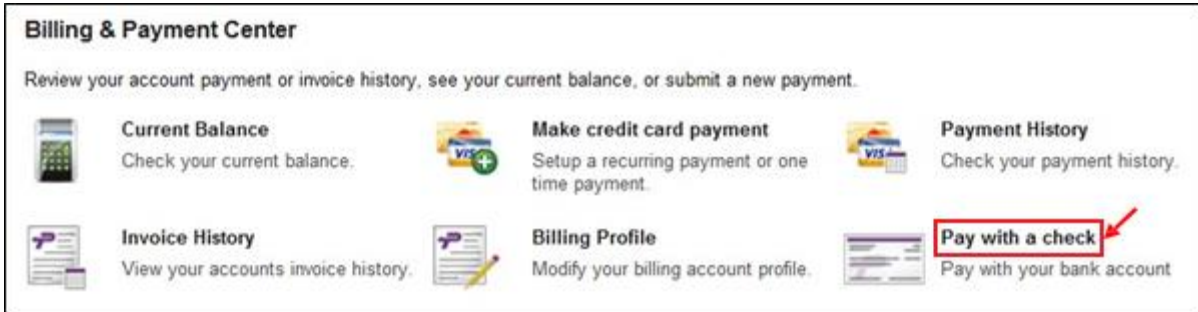 Billing & Payment Center
Review your account payment or invoice history, see your current balance, or submit a new payment.
Current Balance
Check your current balance.
Make credit card payment
Setup a recurring payment or one
time payment.
Payment History
Check your payment history.
Invoice History
View your accounts invoice history.
Billing Profile
Modify your billing account profile.
Pay with a check
Pay with your bank account